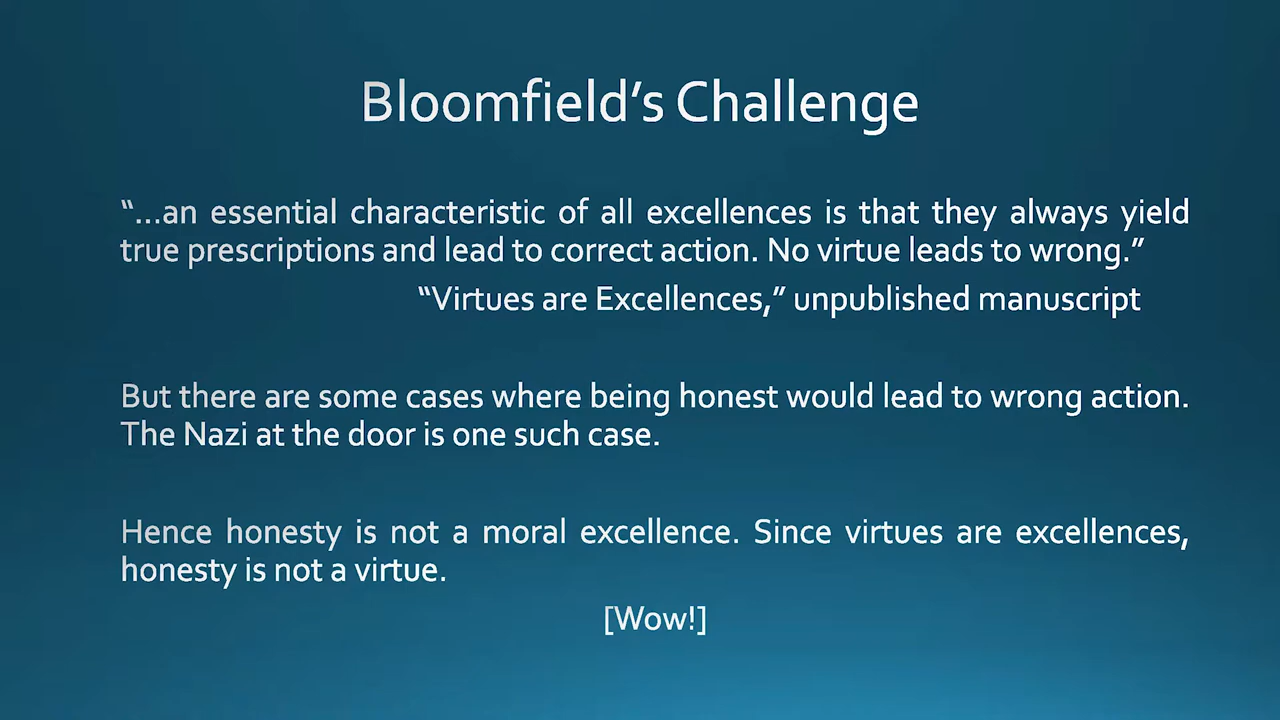 Bloomfield’s Challenge
“…an essential characteristic of all excellences is that they always yield
true prescriptions and lead to correct action. No virtue leads to wrong.”
“Virtues are Excellences,” unpublished manuscript
But there are some cases where being honest would lead to wrong action.
The Nazi at the door is one such case.
Hence honesty is not a moral excellence. Since virtues are excellences,
honesty is not a virtue.
[Wow!]